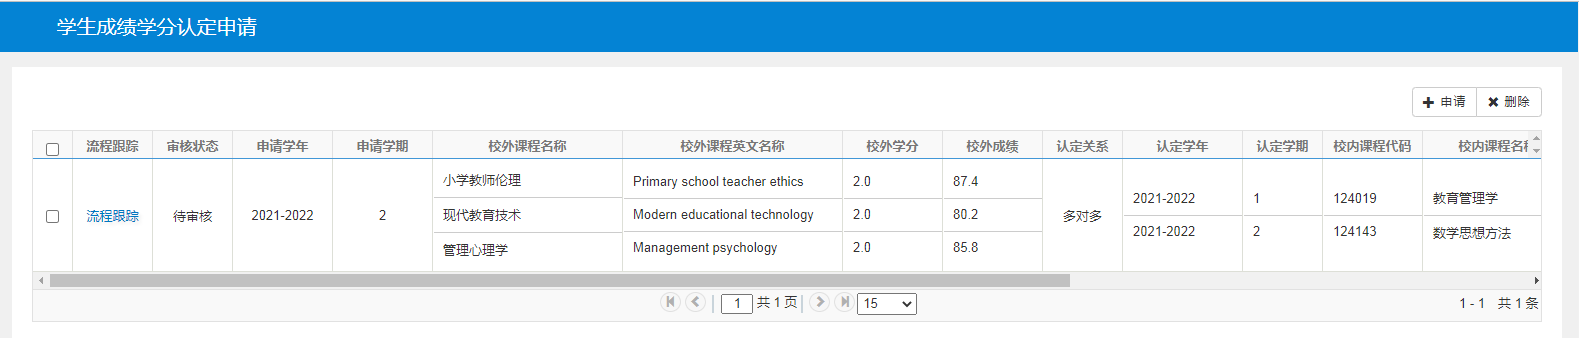 学生成绩学分认定申请
申请 删除
流程跟踪 审核状态 申请学年 申请学期 校外课程名称 校外课程英文名称 校外学分 校外成绩 认定关系 认定学年 认定学期 校内课程代码 校内课程名称
流程跟踪 待审核 2021-2022 2 多对多
小学教师伦理 Primary school teacher ethics 2.0 87.4
现代教育技术 Modern educational technology 2.0 80.2
管理心理学 Management psychology 2.0 85.8
2021-2022 1 124019 教育管理学
2021-2022 2 124143 数学思想方法
1 共 1 页 15 1 - 1 共 1 条